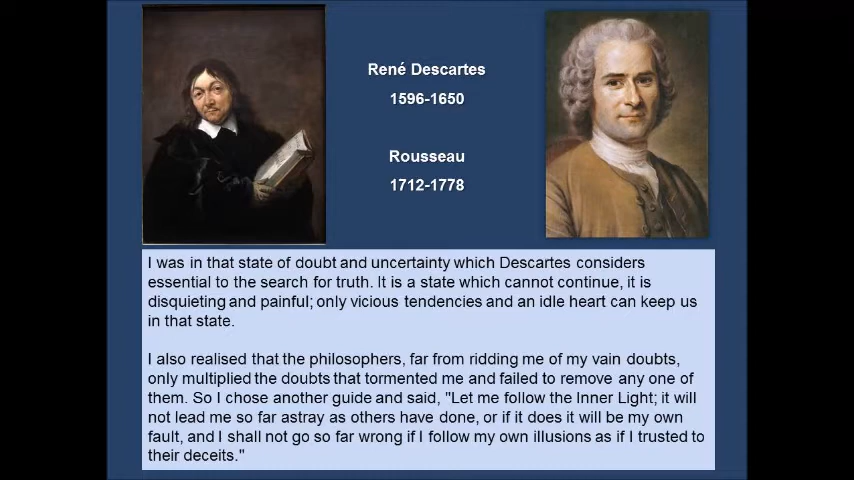 René Descartes
1596-1650
Rousseau
1712-1778
I was in that state of doubt and uncertainty which Descartes considers
essential to the search for truth. It is a state which cannot continue, it is
disquieting and painful; only vicious tendencies and an idle heart can keep us
in that state.
I also realised that the philosophers, far from ridding me of my vain doubts,
only multiplied the doubts that tormented me and failed to remove any one of
them. So I chose another guide and said, "Let me follow the Inner Light; it will
not lead me so far astray as others have done, or if it does it will be my own
fault, and I shall not go so far wrong if I follow my own illusions as if I trusted to
their deceits."